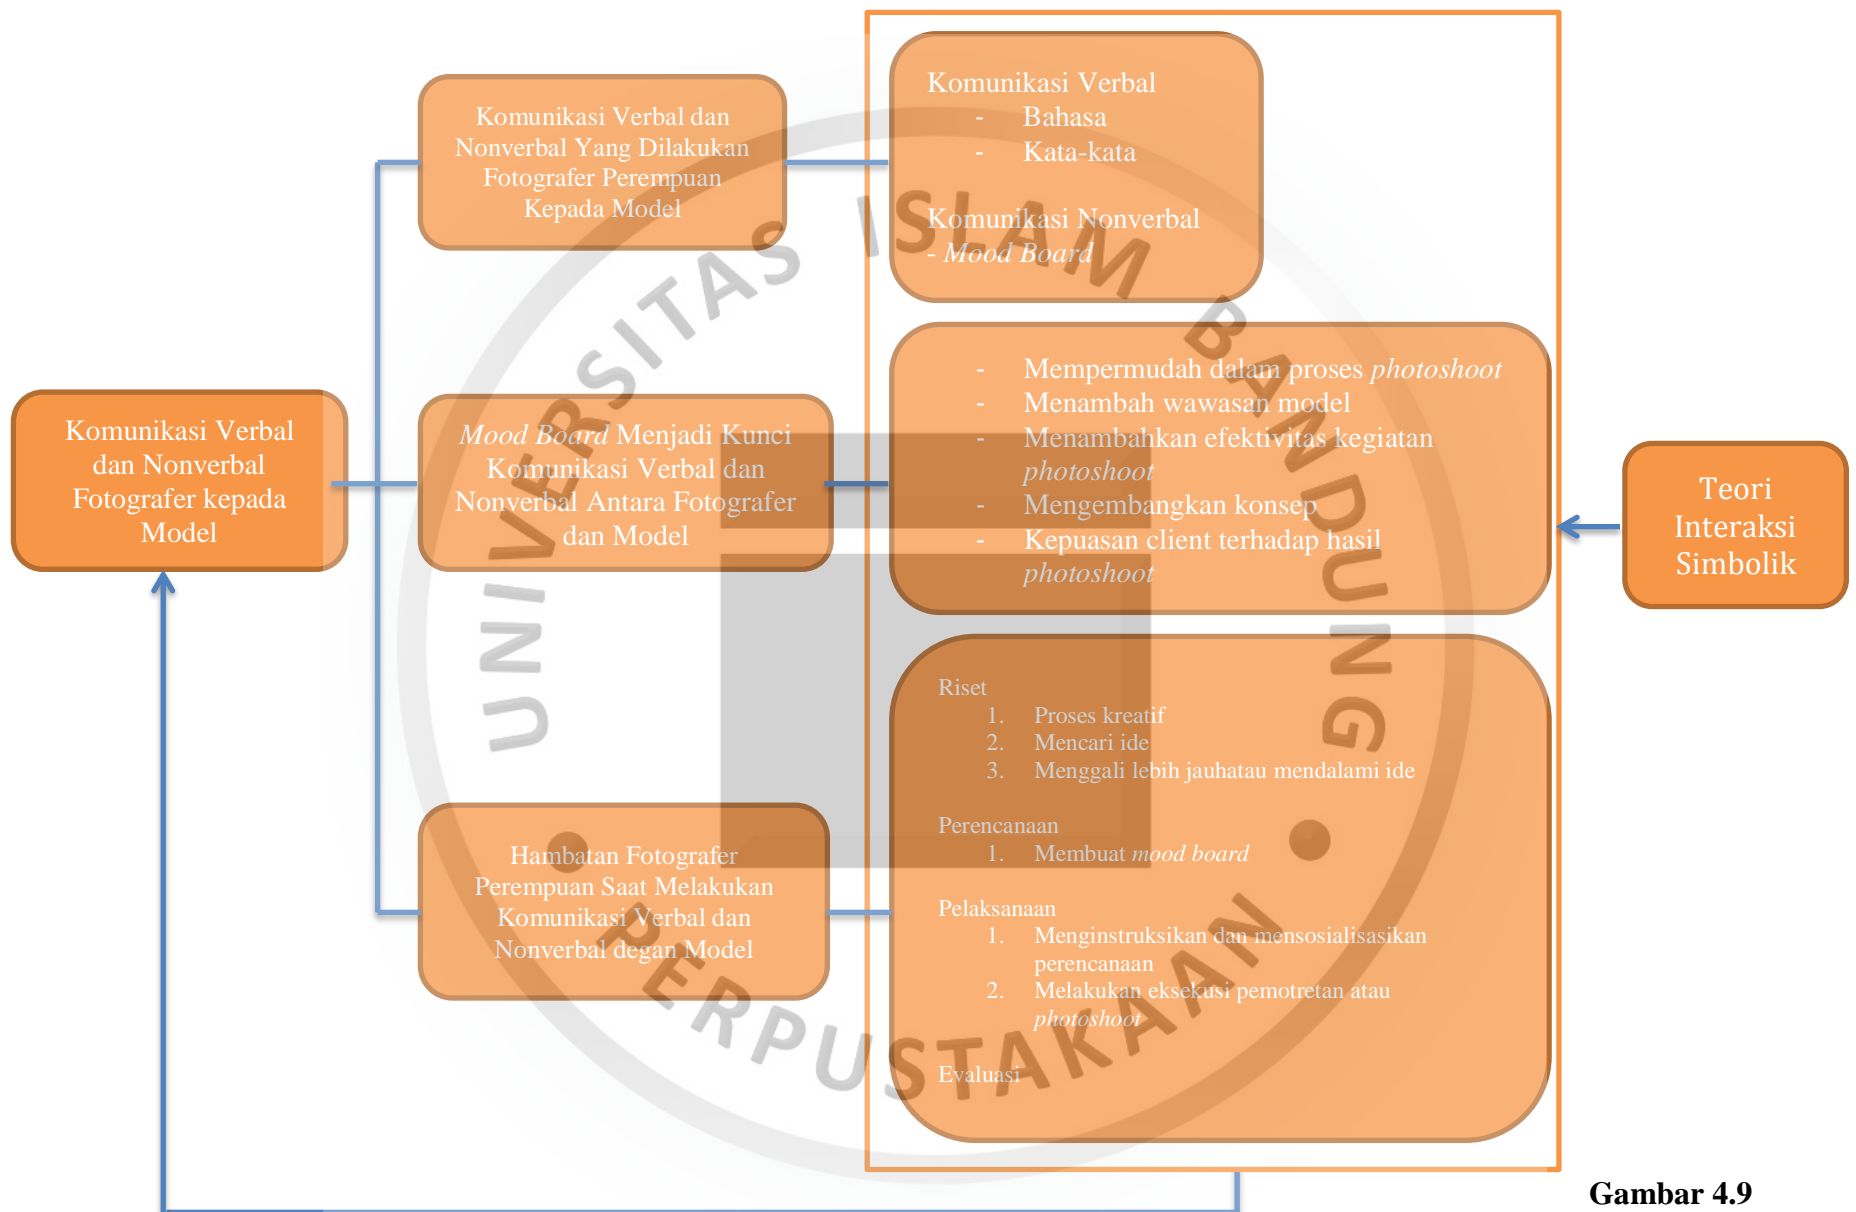 Komunikasi Verbal
dan Nonverbal
Fotografer kepada
Model
Komunikasi Verbal dan
Nonverbal Yang Dilakukan
Fotografer Perempuan
Kepada Model
Mood Board Menjadi Kunci
Komunikasi Verbal dan
Nonverbal Antara Fotografer
dan Model
Hambatan Fotografer
Perempuan Saat Melakukan
Komunikasi Verbal dan
Nonverbal degan Model
Komunikasi Verbal
- Bahasa
- Kata-kata
Komunikasi Nonverbal
- Mood Board
- Mempermudah dalam proses photoshoot
- Menambah wawasan model
- Menambahkan efektivitas kegiatan
photoshoot
- Mengembangkan konsep
- Kepuasan client terhadap hasil
photoshoot
Riset
1. Proses kreatif
2. Mencari ide
3. Menggali lebih jauhatau mendalami ide
Perencanaan
1. Membuat mood board
Pelaksanaan
1. Menginstruksikan dan mensosialisasikan
perencanaan
2. Melakukan eksekusi pemotretan atau
photoshoot
Evaluasi
Teori
Interaksi
Simbolik
Gambar 4.9
UNIVERSITAS ISLAM BANDUNG
• PERPUSTAKAAN •